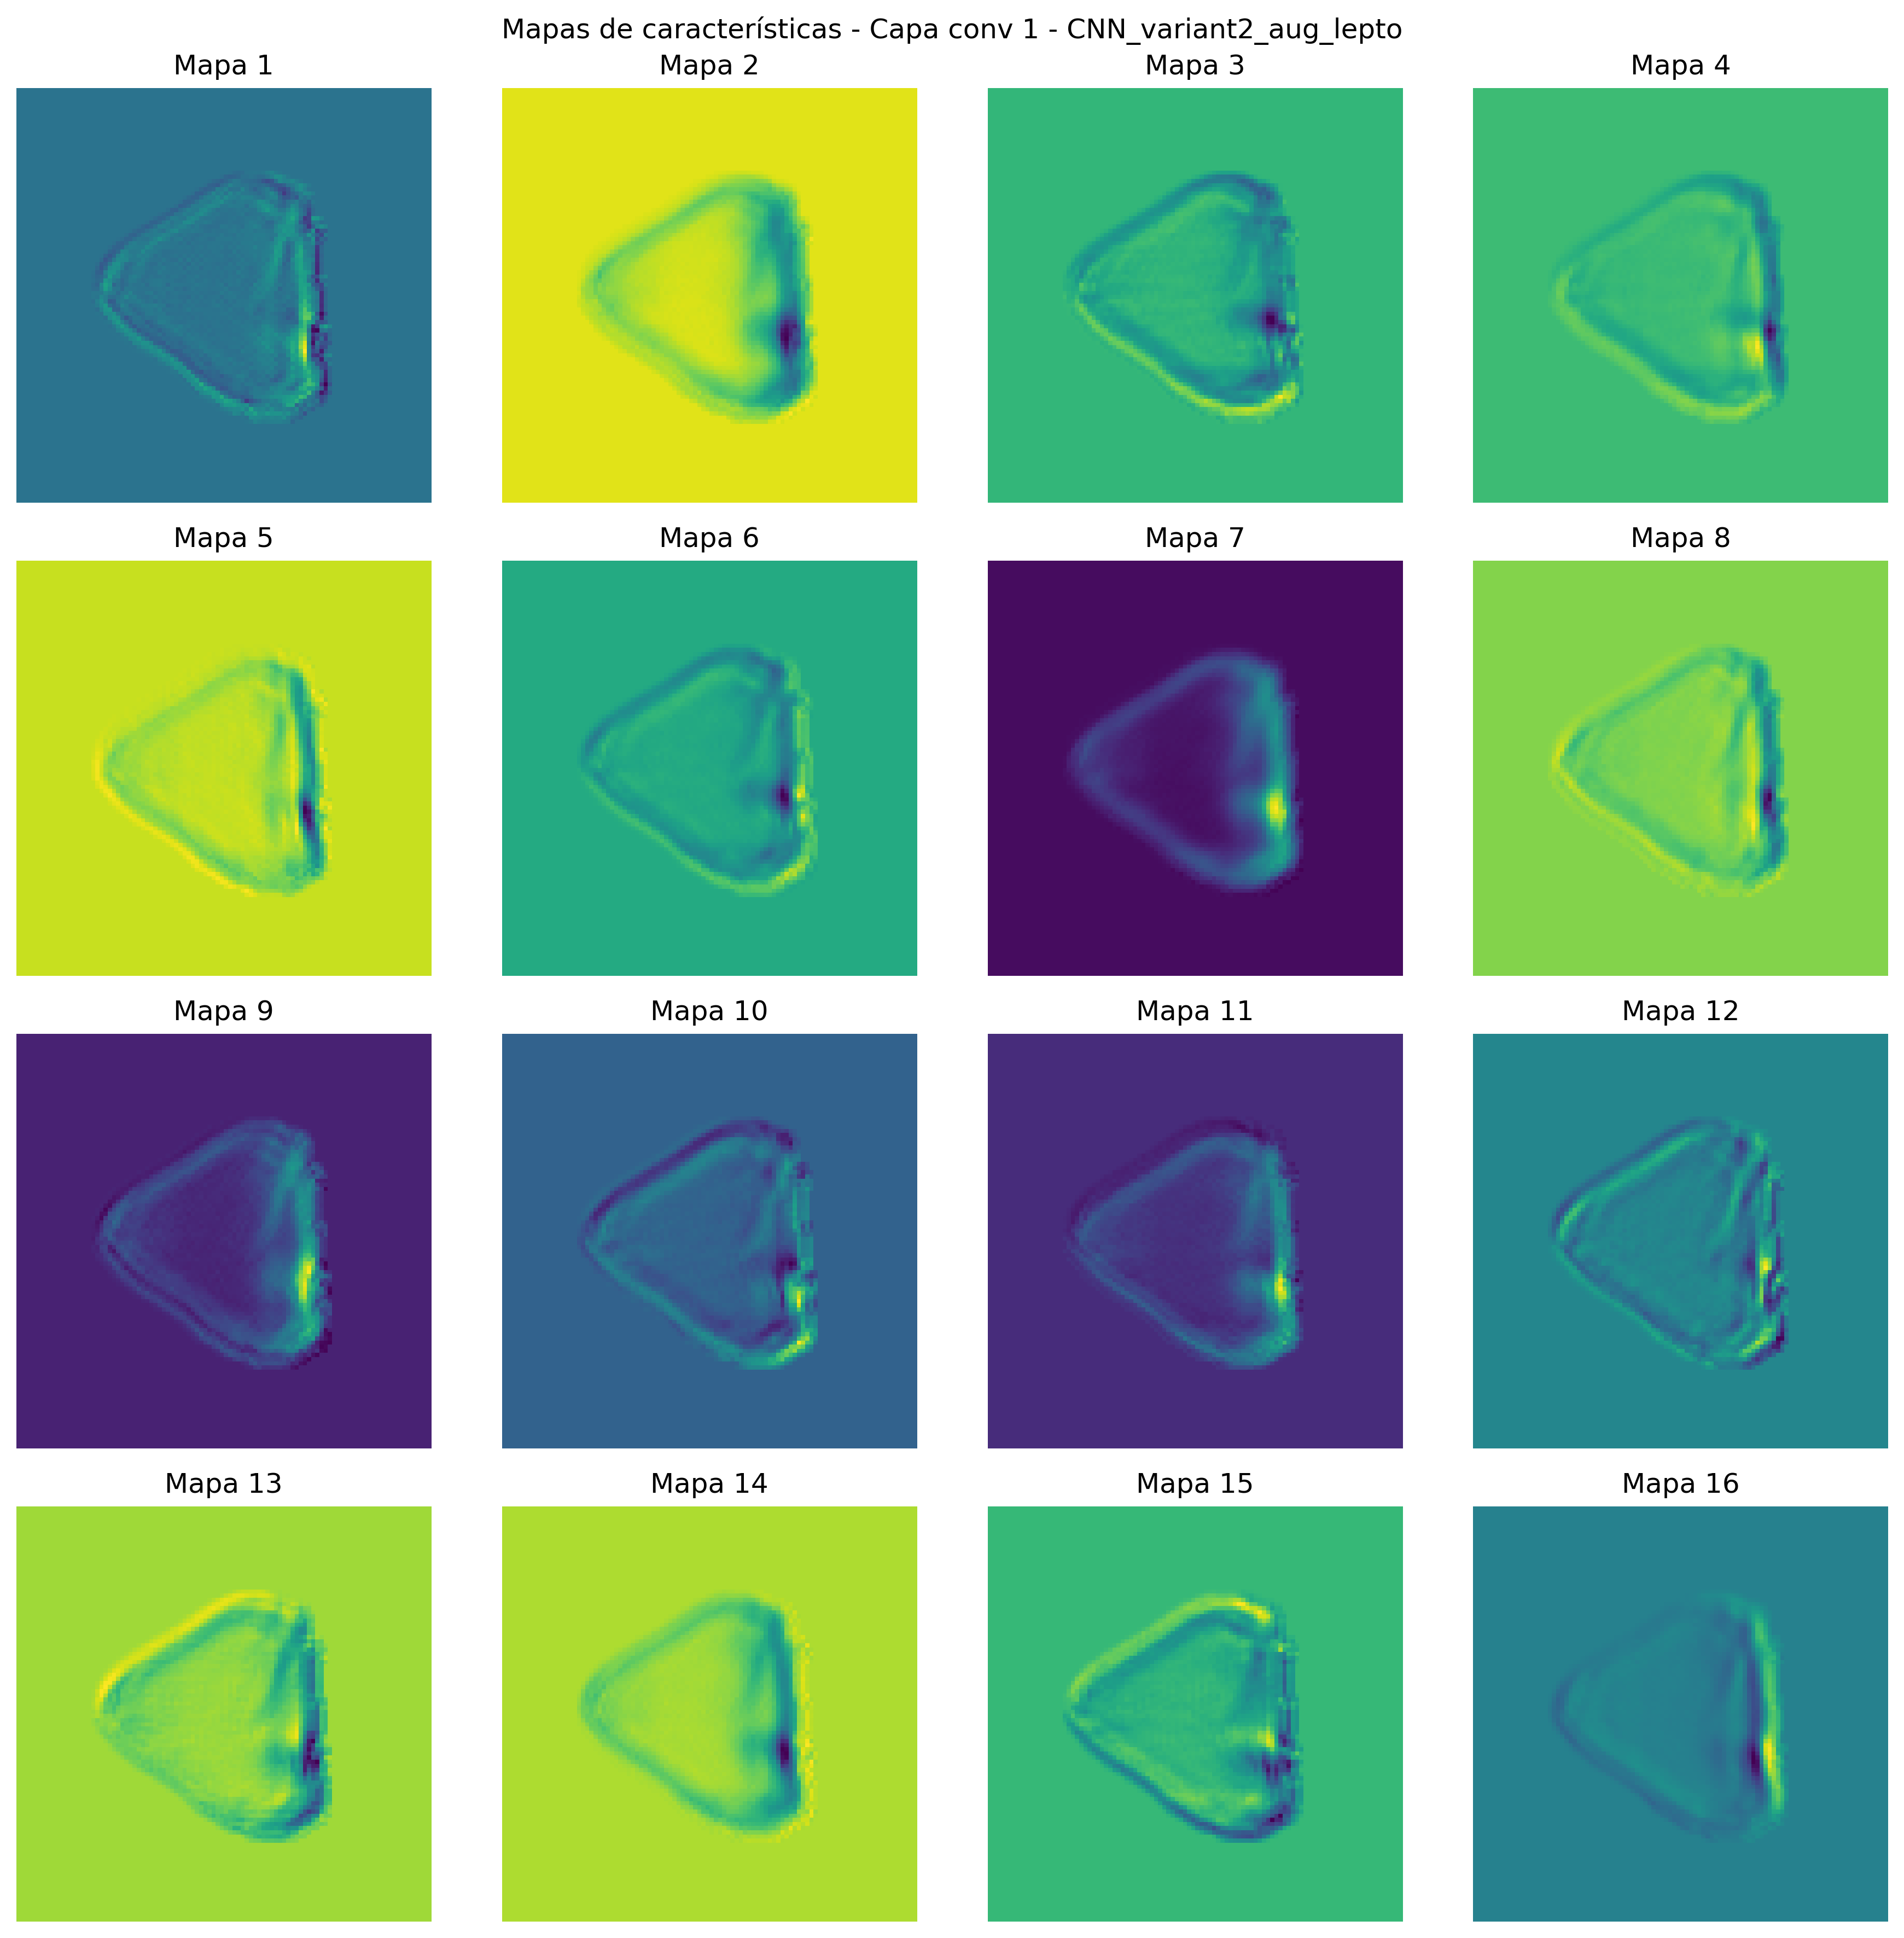 Mapas de características - Capa conv 1 - CNN_variant2_aug_lepto
Mapa 1
Mapa 2
Mapa 3
Mapa 4
Mapa 5
Mapa 6
Mapa 7
Mapa 8
Mapa 9
Mapa 10
Mapa 11
Mapa 12
Mapa 13
Mapa 14
Mapa 15
Mapa 16